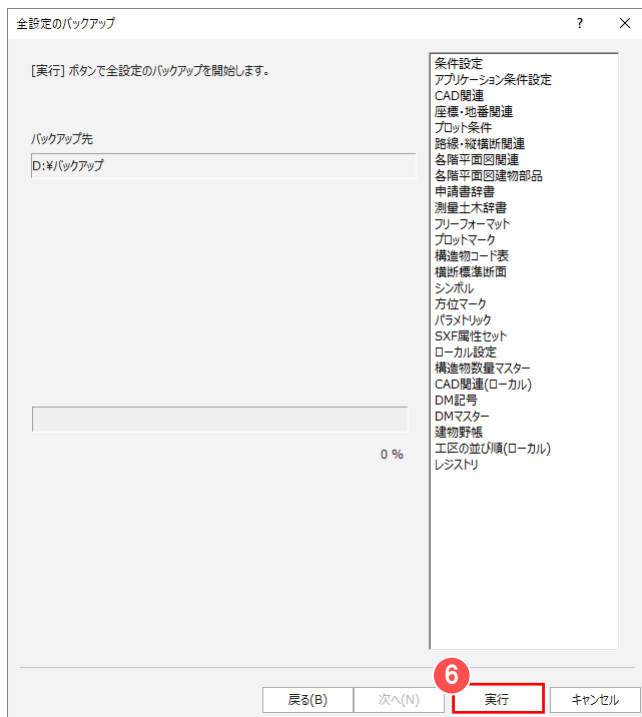 全設定のバックアップ
?
×
[実行] ボタンで全設定のバックアップを開始します。
バックアップ先
D:¥バックアップ
0 %
条件設定
アプリケーション条件設定
CAD関連
座標・地番関連
プロット条件
路線・縦横断関連
各階平面図関連
各階平面図建物部品
申請書辞書
測量土木辞書
フリーフォーマット
プロットマーク
構造物コード表
横断標準断面
シンボル
方位マーク
パラメトリック
SXF属性セット
ローカル設定
構造物数量マスター
CAD関連(ローカル)
DM記号
DMマスター
建物野帳
工区の並び順(ローカル)
レジストリ
6
戻る(B)
次へ(N)
実行
キャンセル